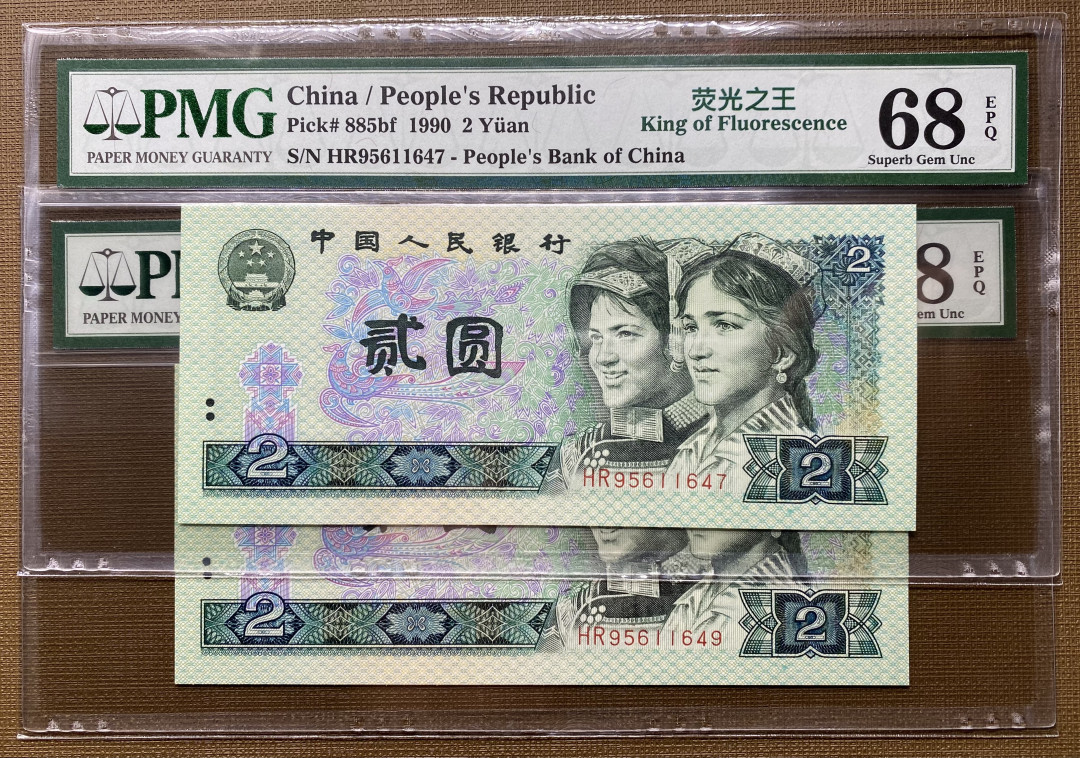 PMG
PAPER MONEY GUARANTY
China / People's Republic
Pick# 885bf 1990 2 Yüan
S/N HR95611647 - People's Bank of China
荧光之王
King of Fluorescence
68
EPQ
Superb Gem Unc
PAPER MONEY
8
EPQ
em Unc
中国人民银行
2
贰圆
2
HR95611647
2
2
HR95611649
2